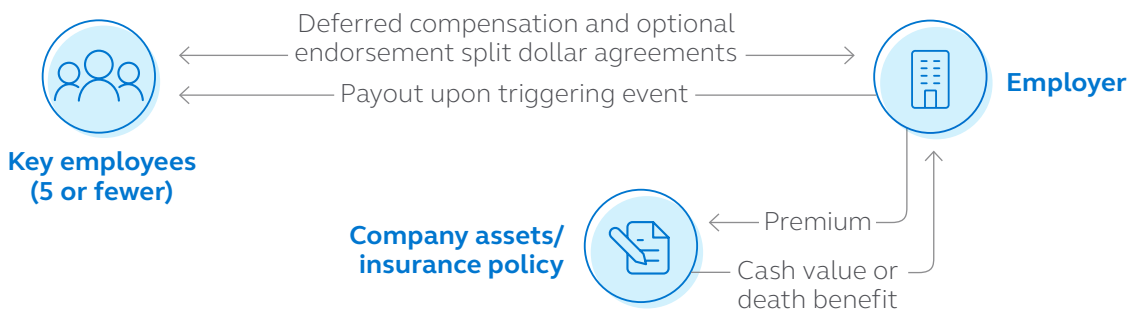 Deferred compensation and optional
endorsement split dollar agreements
Payout upon triggering event
Employer
Key employees
(5 or fewer)
Company assets/
insurance policy
Premium
Cash value or
death benefit